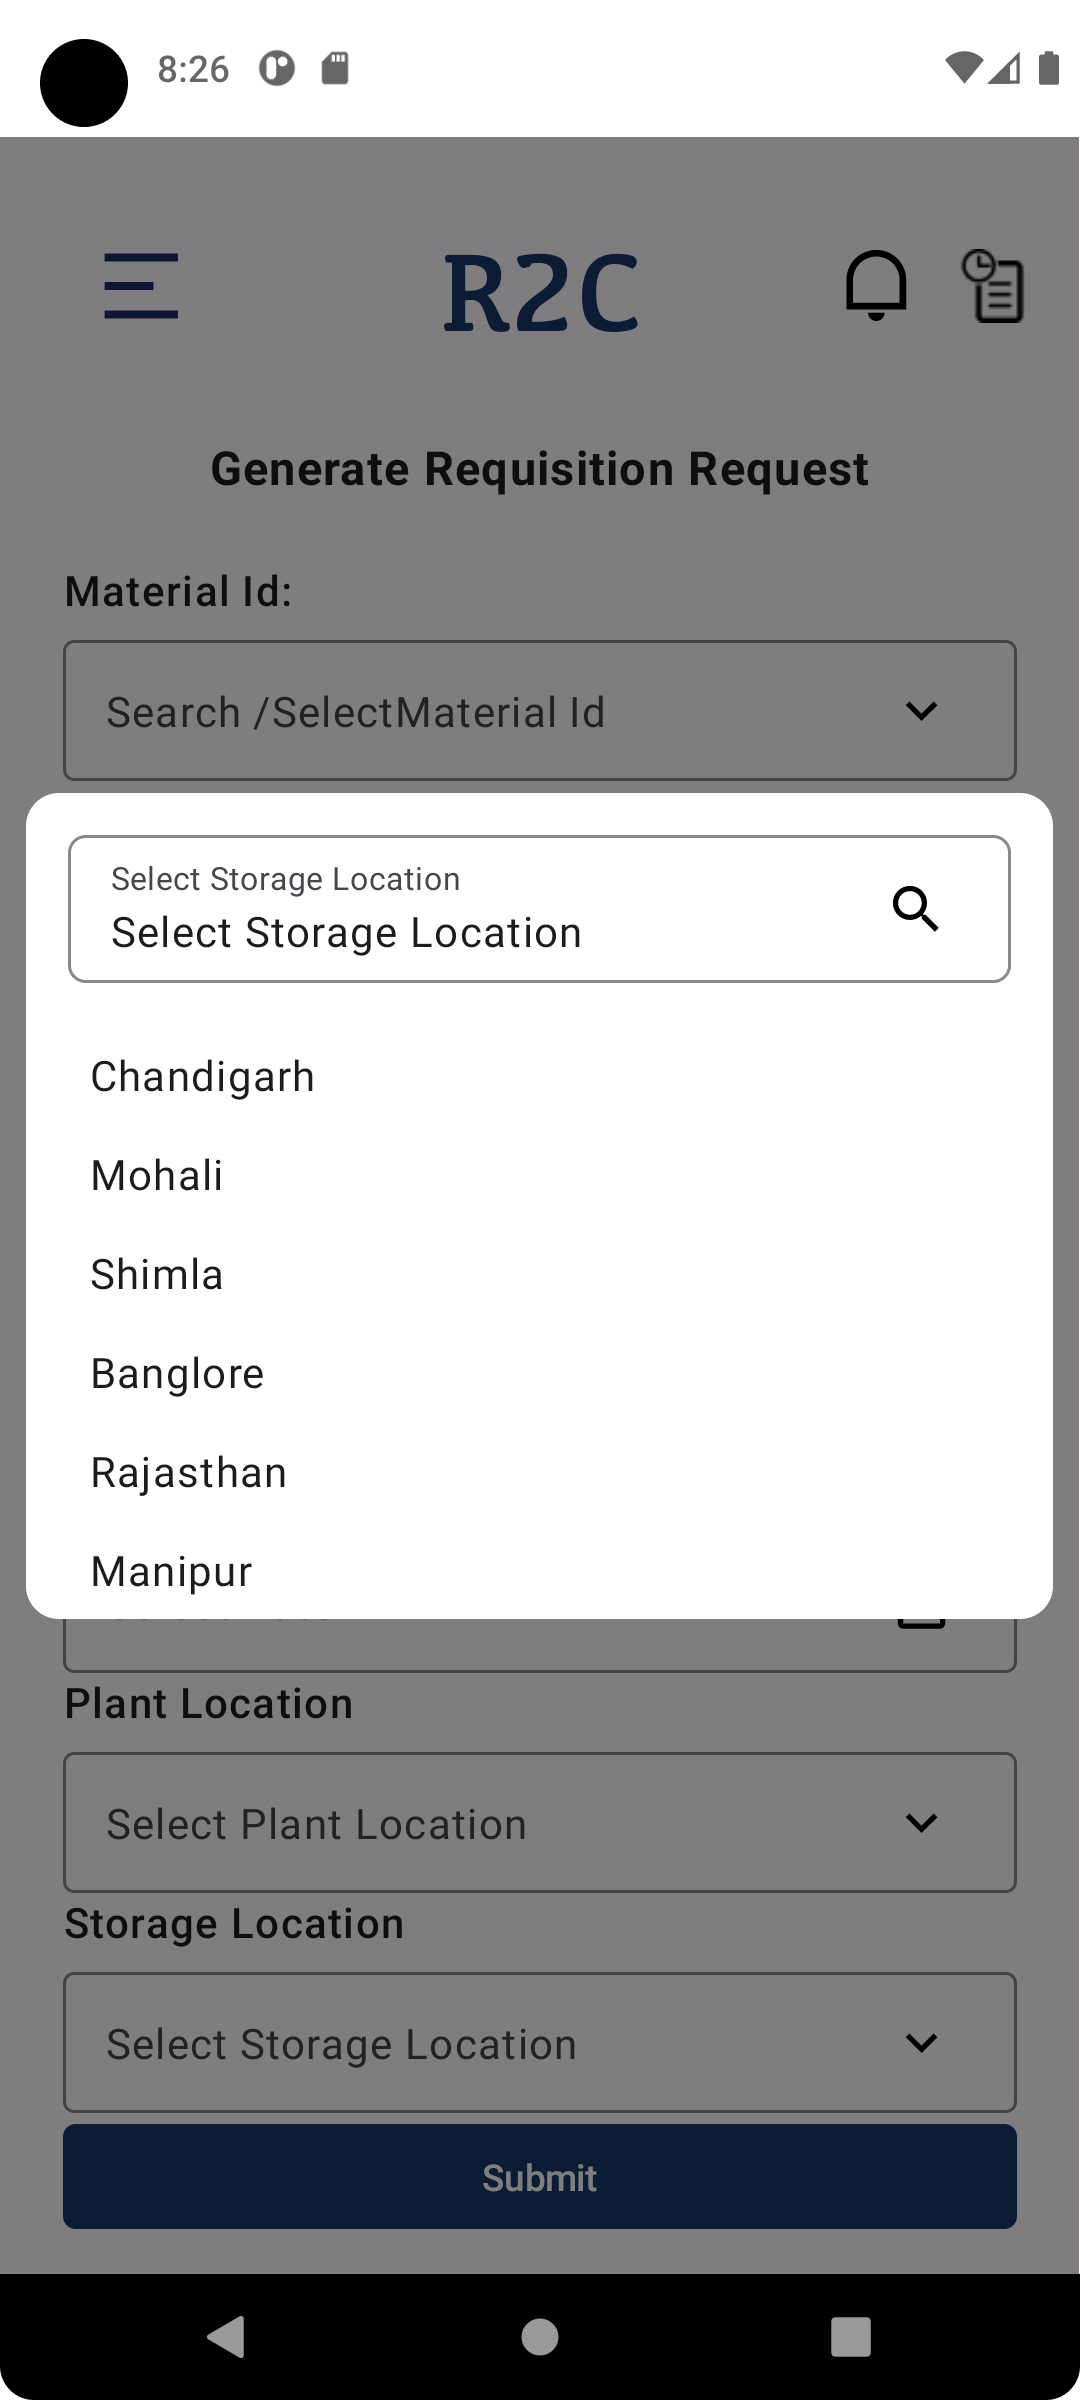 8:26
R2C
Generate Requisition Request
Material Id:
Search /SelectMaterial Id
Select Storage Location
Select Storage Location
Chandigarh
Mohali
Shimla
Banglore
Rajasthan
Manipur
Plant Location
Select Plant Location
Storage Location
Select Storage Location
Submit